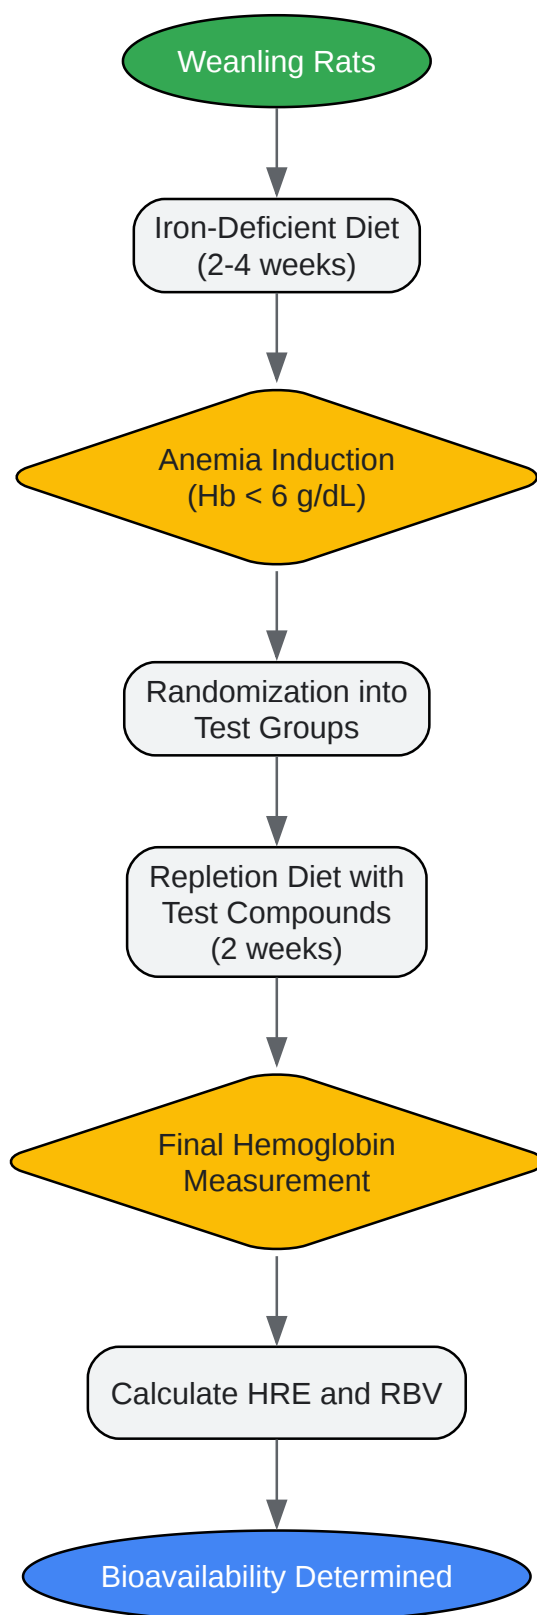 Weanling Rats
Iron-Deficient Diet
(2-4 weeks)
Anemia Induction
(Hb < 6 g/dL)
Randomization into
Test Groups
Repletion Diet with
Test Compounds
(2 weeks)
Final Hemoglobin
Measurement
Calculate HRE and RBV
Bioavailability Determined